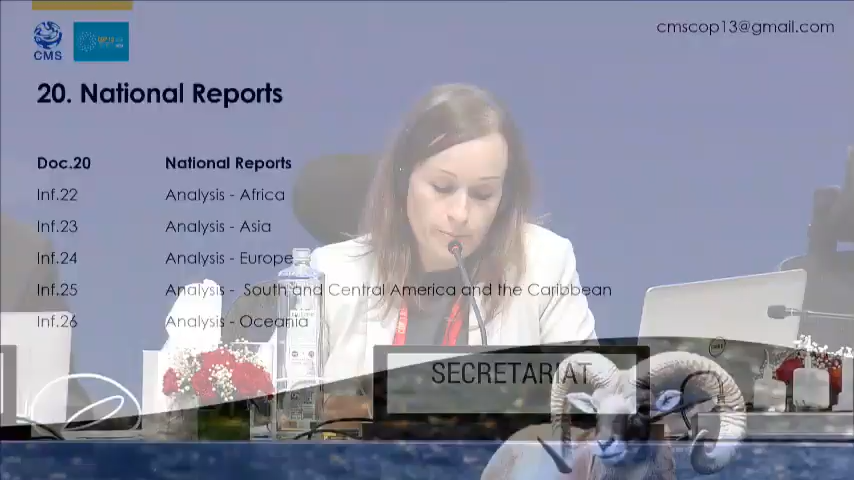 cmscop13@gmail.com
CMS
20. National Reports
Doc.20 National Reports
Inf.22 Analysis - Africa
Inf.23 Analysis - Asia
Inf.24 Analysis - Europe
Inf.25 Analysis - South and Central America and the Caribbean
Inf.26 Analysis - Oceania
SECRETARIAT